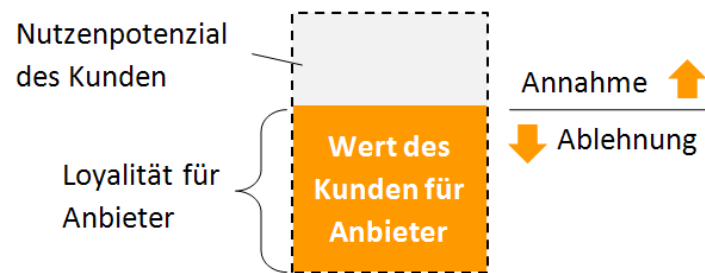 Nutzenpotenzial
des Kunden
Annahme
Ablehnung
Wert des
Kunden für
Anbieter
Loyalität für
Anbieter